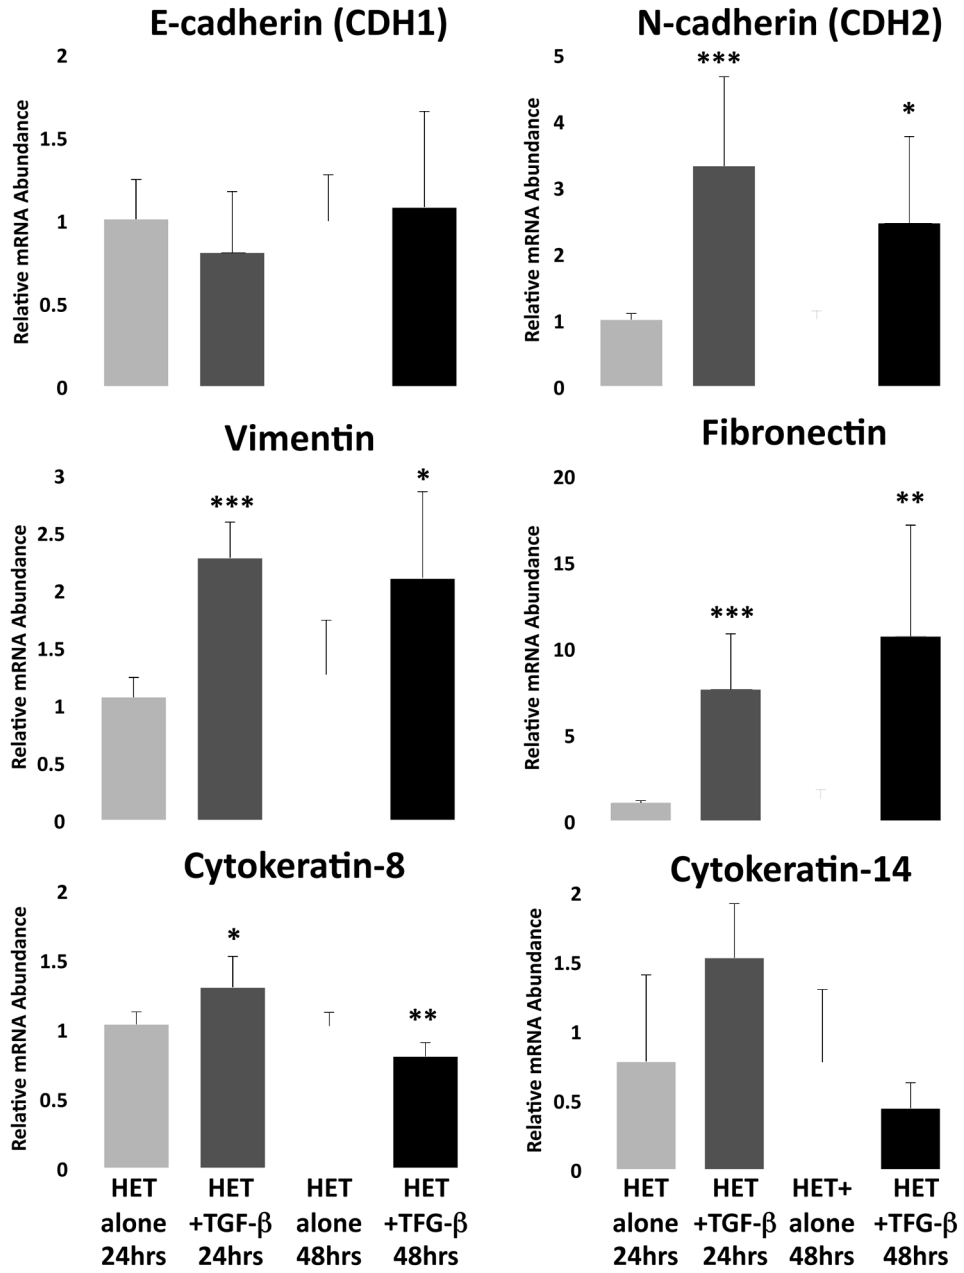 E-cadherin (CDH1)
Relative mRNA Abundance
2
1.5
1
0.5
0
N-cadherin (CDH2)
Relative mRNA Abundance
5
4
3
2
1
0
***
*
Vimentin
Relative mRNA Abundance
3
2.5
2
1.5
1
0.5
0
***
*
Fibronectin
Relative mRNA Abundance
20
15
10
5
0
***
**
Cytokeratin-8
Relative mRNA Abundance
2
1.5
1
0.5
0
*
**
HET
alone
24hrs
HET
+TGF-β
24hrs
HET
alone
48hrs
HET
+TFG-β
48hrs
Cytokeratin-14
Relative mRNA Abundance
2
1.5
1
0.5
0
HET
alone
24hrs
HET
+TGF-β
24hrs
HET+
alone
48hrs
HET
+TFG-β
48hrs